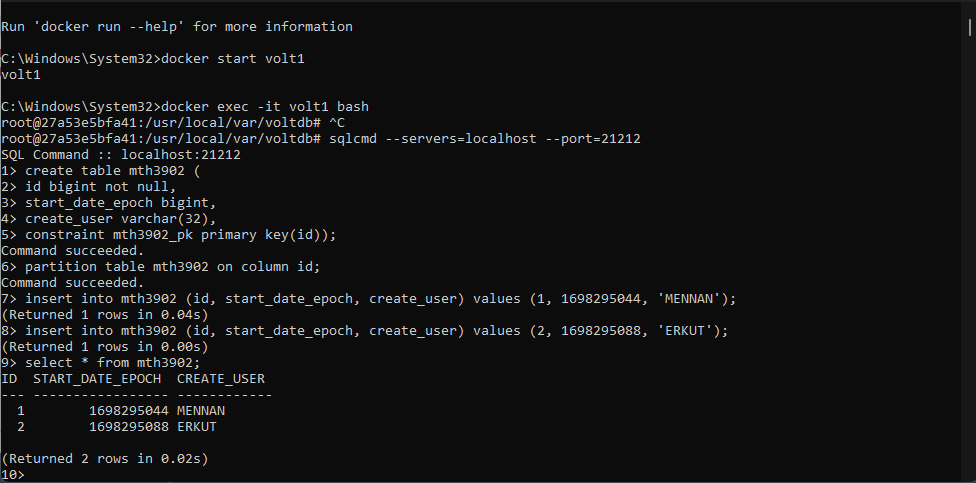 Run 'docker run --help' for more information
C:\Windows\System32>docker start volt1
volt1
C:\Windows\System32>docker exec -it volt1 bash
root@27a53e5bfa41:/usr/local/var/voltdb# ^C
root@27a53e5bfa41:/usr/local/var/voltdb# sqlcmd --servers=localhost --port=21212
SQL Command :: localhost:21212
1> create table mth3902 (
2> id bigint not null,
3> start_date_epoch bigint,
4> create_user varchar(32),
5> constraint mth3902_pk primary key(id));
Command succeeded.
6> partition table mth3902 on column id;
Command succeeded.
7> insert into mth3902 (id, start_date_epoch, create_user) values (1, 1698295044, 'MENNAN');
(Returned 1 rows in 0.04s)
8> insert into mth3902 (id, start_date_epoch, create_user) values (2, 1698295088, 'ERKUT');
(Returned 1 rows in 0.00s)
9> select * from mth3902;
ID  START_DATE_EPOCH  CREATE_USER
--- ----------------- ------------
  1        1698295044 MENNAN
  2        1698295088 ERKUT
(Returned 2 rows in 0.02s)
10>